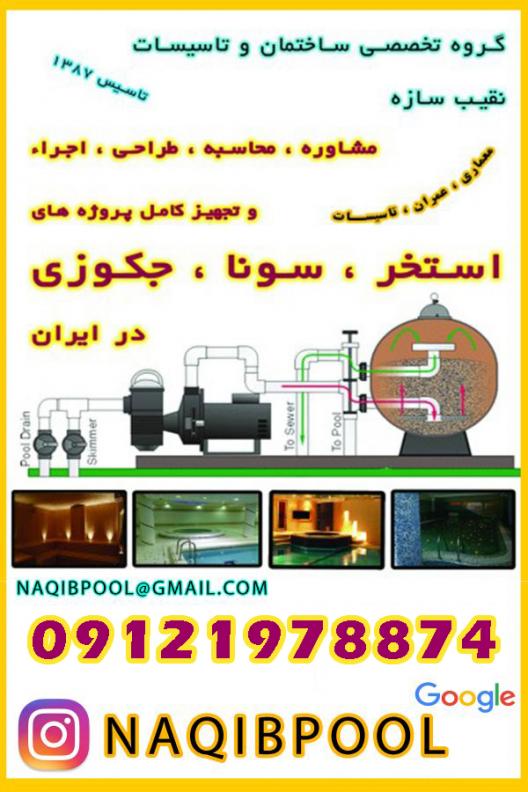 گروه تخصصی ساختمان و تاسیسات
تاسیس ۱۳۸۷
نقیب سازه
مشاوره ، محاسبه ، طراحی ، اجراء
معماری ، عمران ، تاسیسات
و تجهیز کامل پروژه های
استخر ، سونا ، جکوزی
در ایران
Pool Drain
Skimmer
To Sewer
To Pool
NAQIBPOOL@GMAIL.COM
09121978874
Google
NAQIBPOOL